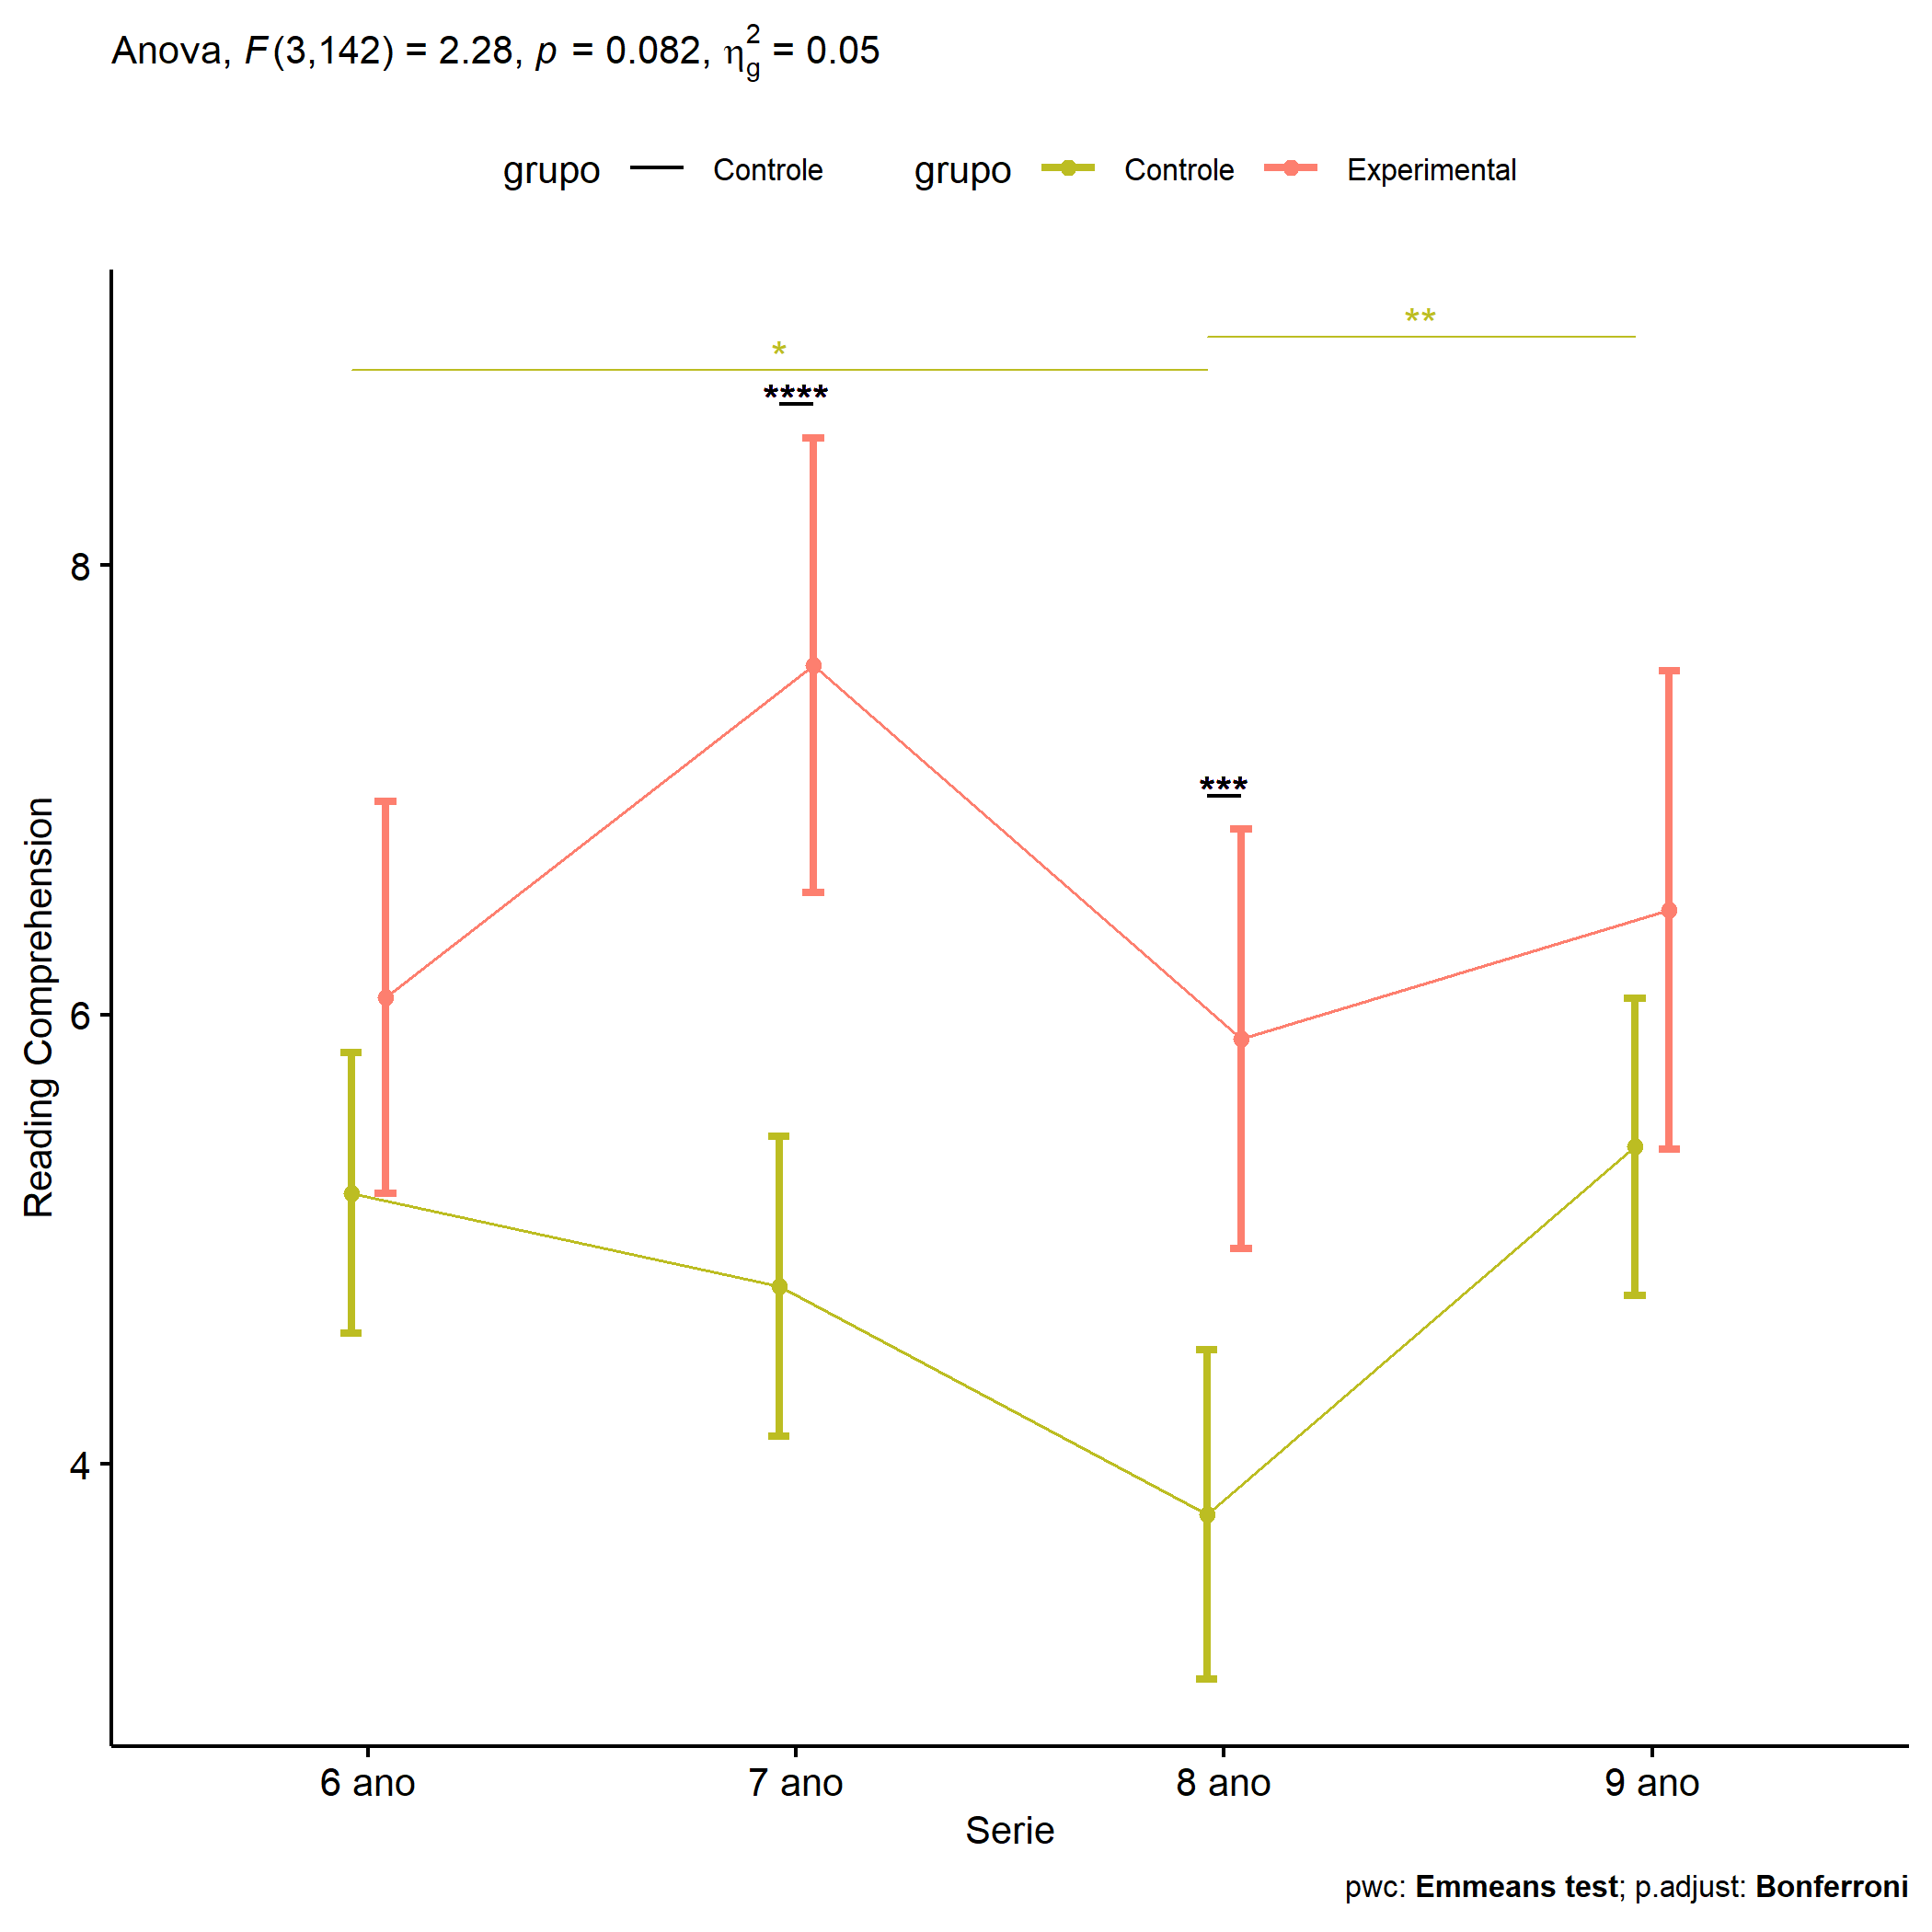 Anova, F(3,142) = 2.28, p = 0.082, η²g = 0.05
grupo Controle grupo Controle Experimental
**
*
****
8
***
6
4
Reading Comprehension
6 ano 7 ano 8 ano 9 ano
Serie
pwc: Emmeans test; p.adjust: Bonferroni